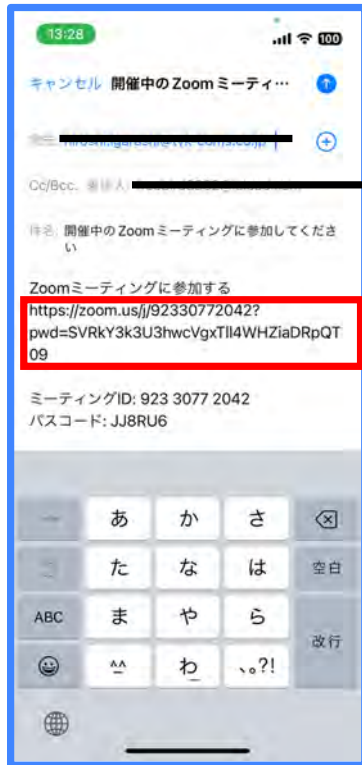 13:28
100
キャンセル 開催中の Zoom ミーティ…
Cc/Bcc、
件名: 開催中の Zoom ミーティングに参加してくださ
い
Zoomミーティングに参加する
https://zoom.us/j/92330772042?
pwd=SVRkY3k3U3hwcVgxTll4WHZiaDRpQT
09
ミーティングID: 923 3077 2042
パスコード: JJ8RU6
あ か さ
た な は 空白
ABC ま や ら
改行
^^ わ 、。?!